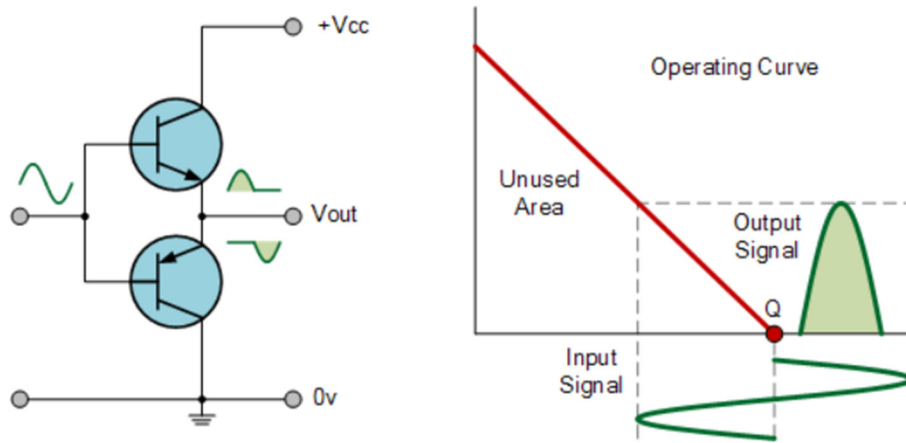 +Vcc
Vout
0v
Operating Curve
Unused
Area
Output
Signal
Q
Input
Signal